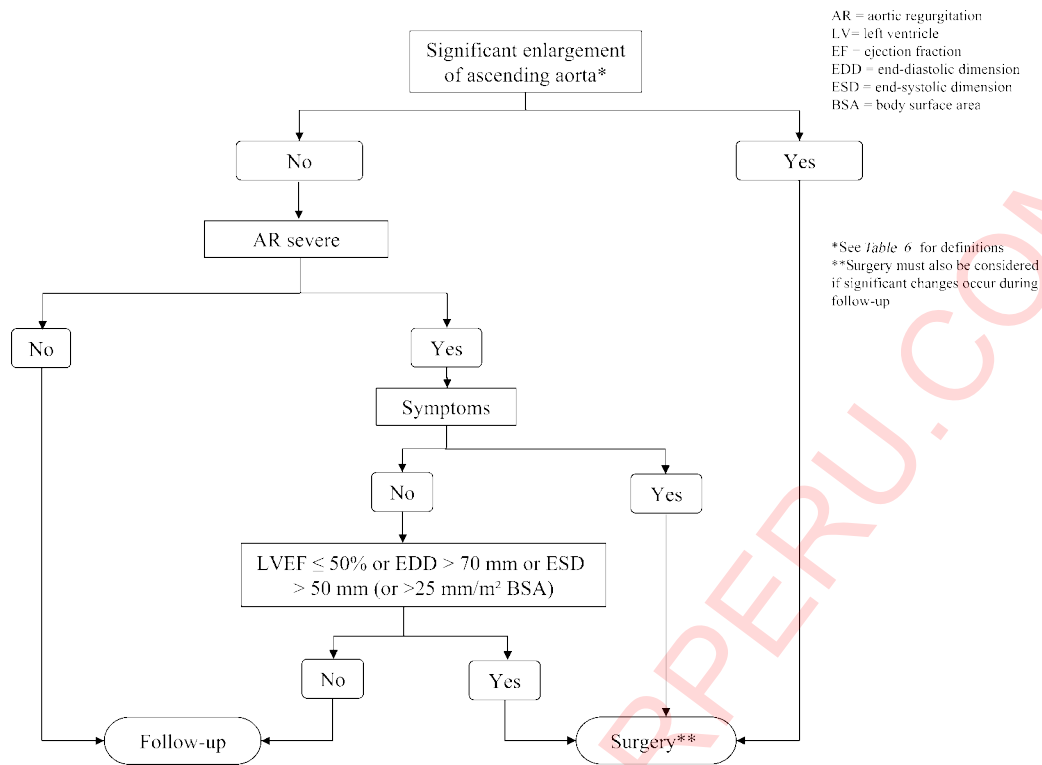 AR = aortic regurgitation
LV= left ventricle
EF = ejection fraction
EDD = end-diastolic dimension
ESD = end-systolic dimension
BSA = body surface area
Significant enlargement
of ascending aorta*
No
Yes
AR severe
*See Table 6 for definitions
**Surgery must also be considered
if significant changes occur during
follow-up
No
Yes
Symptoms
No
Yes
LVEF ≤ 50% or EDD > 70 mm or ESD
> 50 mm (or >25 mm/m² BSA)
No
Yes
Follow-up
Surgery**
RPERU.COM